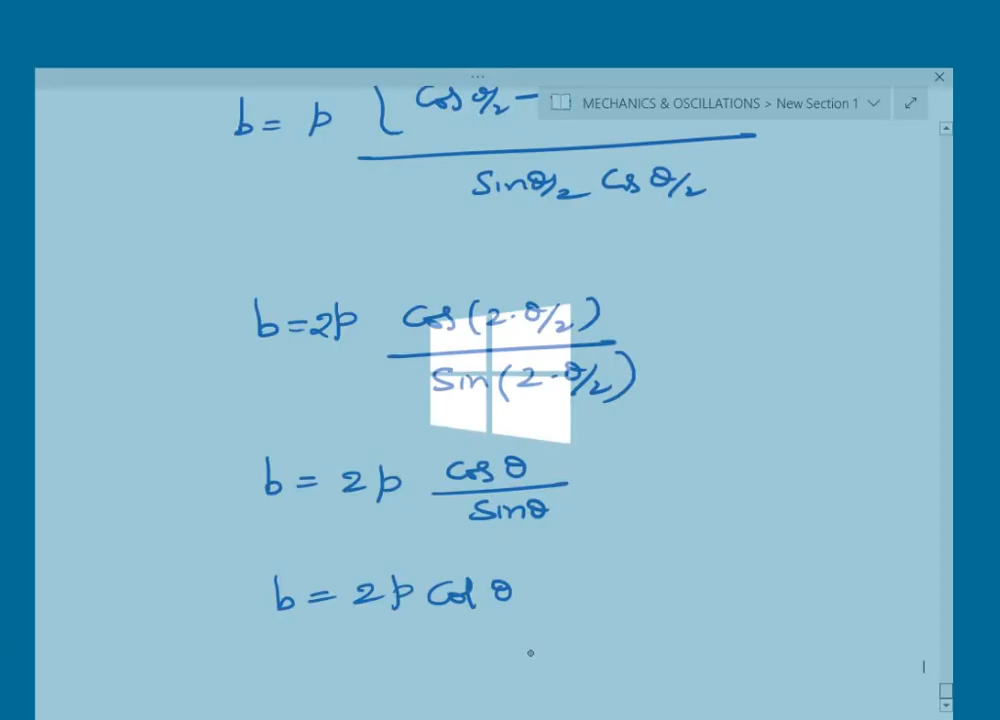 MECHANICS & OSCILLATIONS > New Section 1
b = p [ Cos θ/2 −
Sin θ/2 Cos θ/2
b = 2p Cos (2·θ/2)
Sin (2·θ/2)
b = 2p Cos θ
Sin θ
b = 2p Cot θ